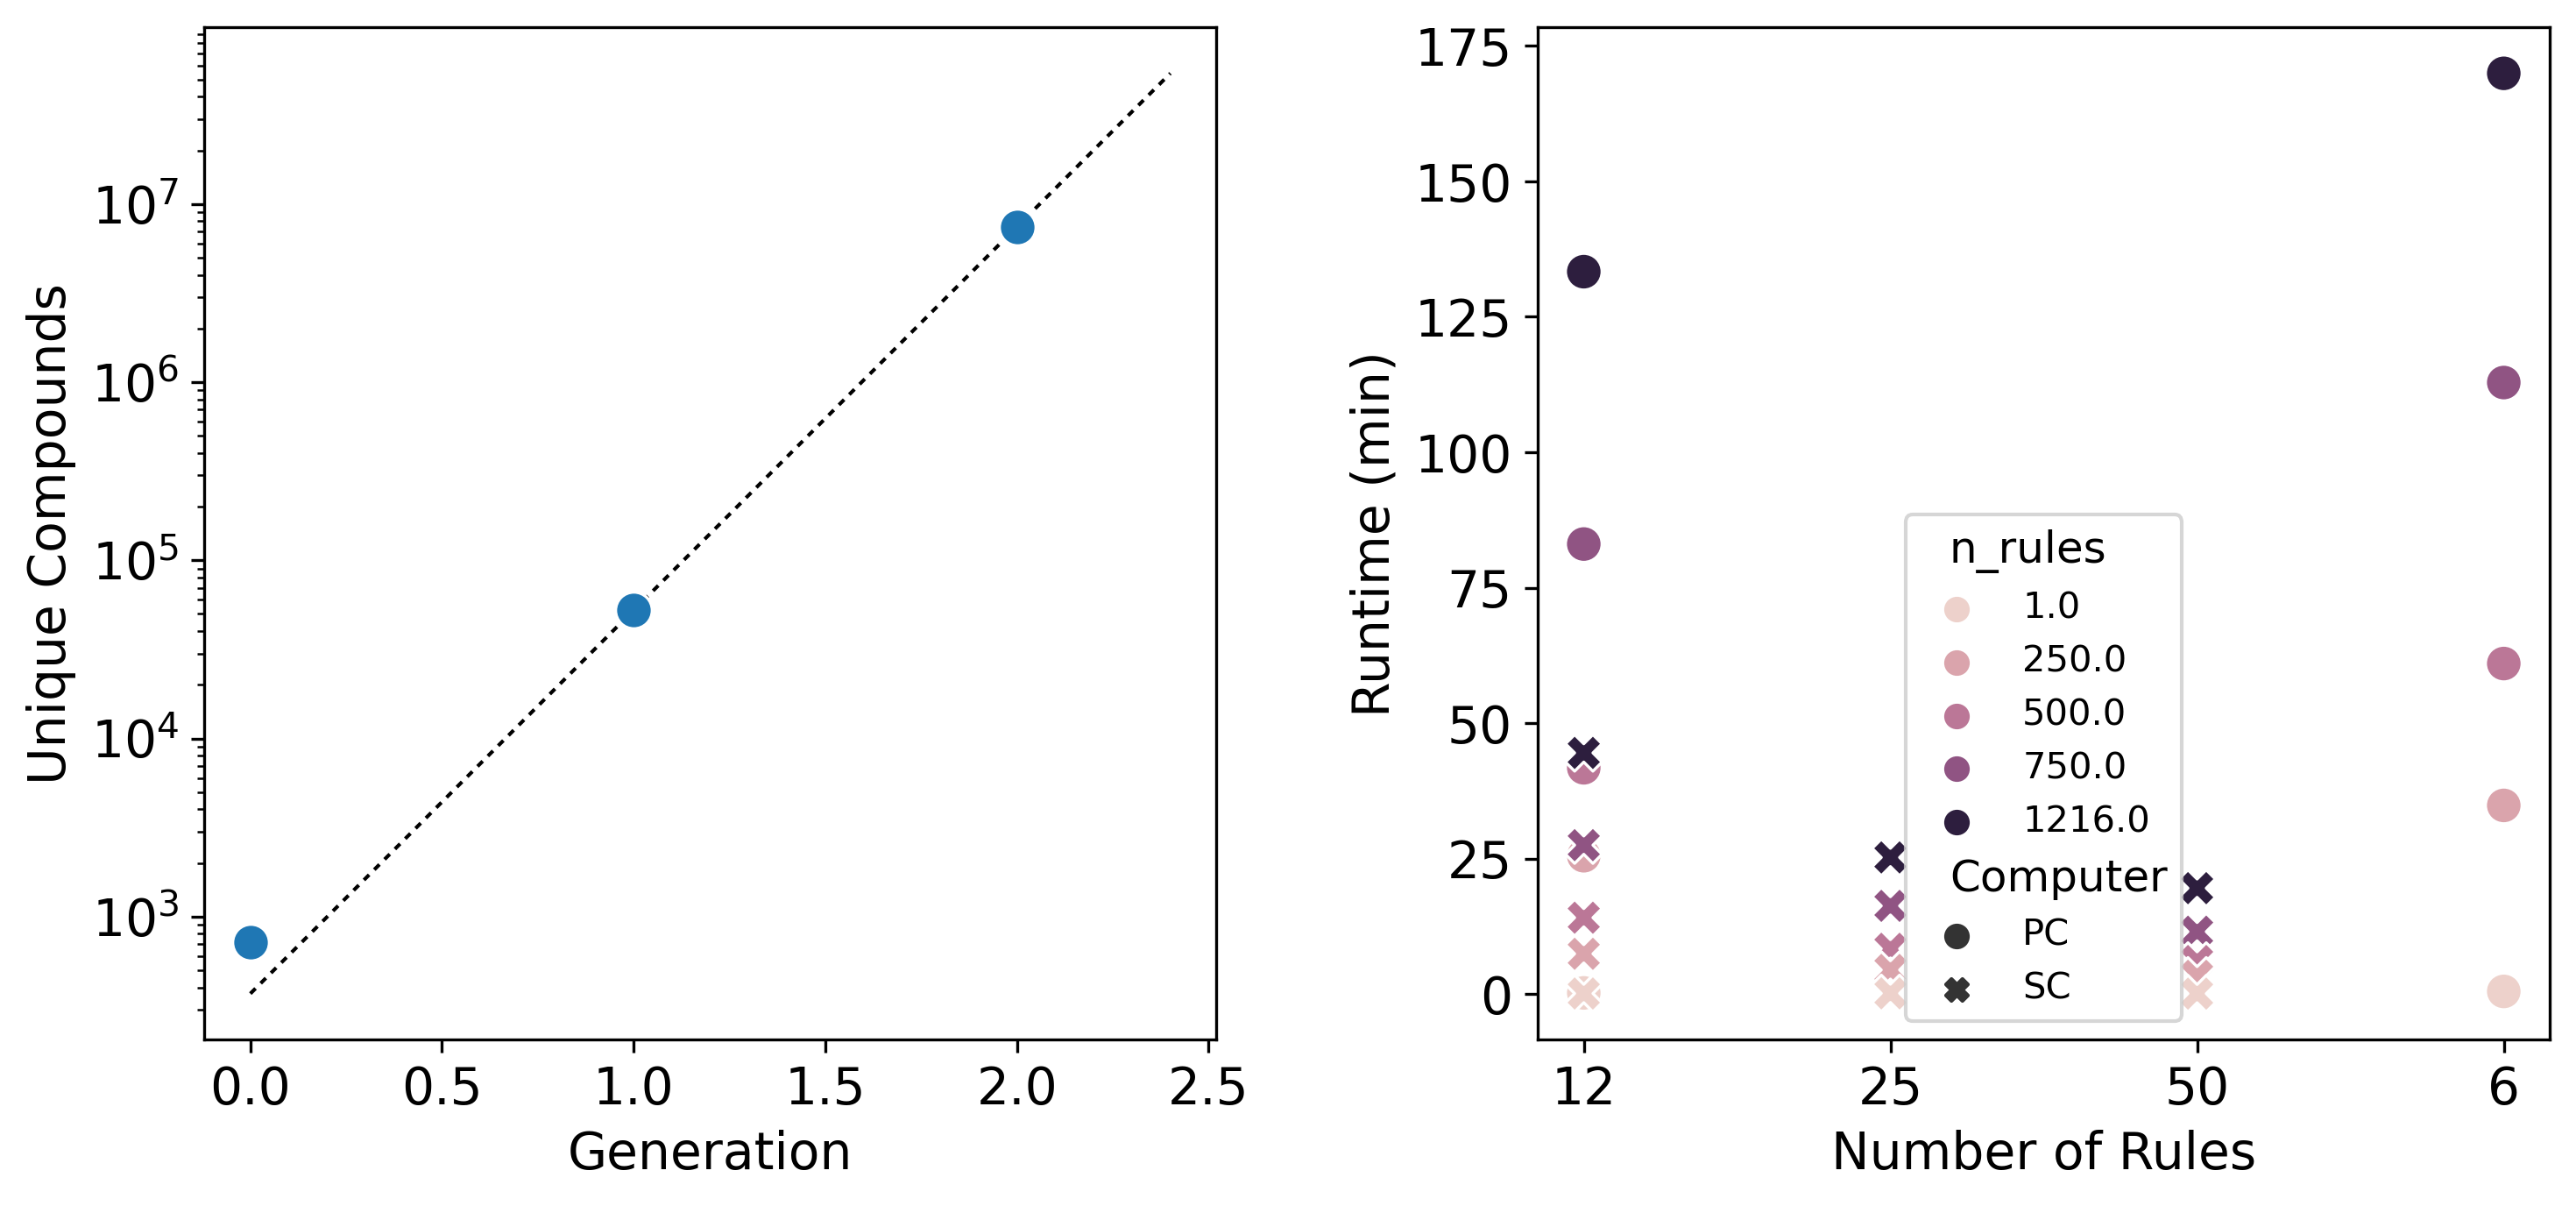 Unique Compounds
10^7
10^6
10^5
10^4
10^3
0.0 0.5 1.0 1.5 2.0 2.5
Generation
Runtime (min)
175
150
125
100
75
50
25
0
n_rules
1.0
250.0
500.0
750.0
1216.0
Computer
PC
SC
12 25 50 6
Number of Rules